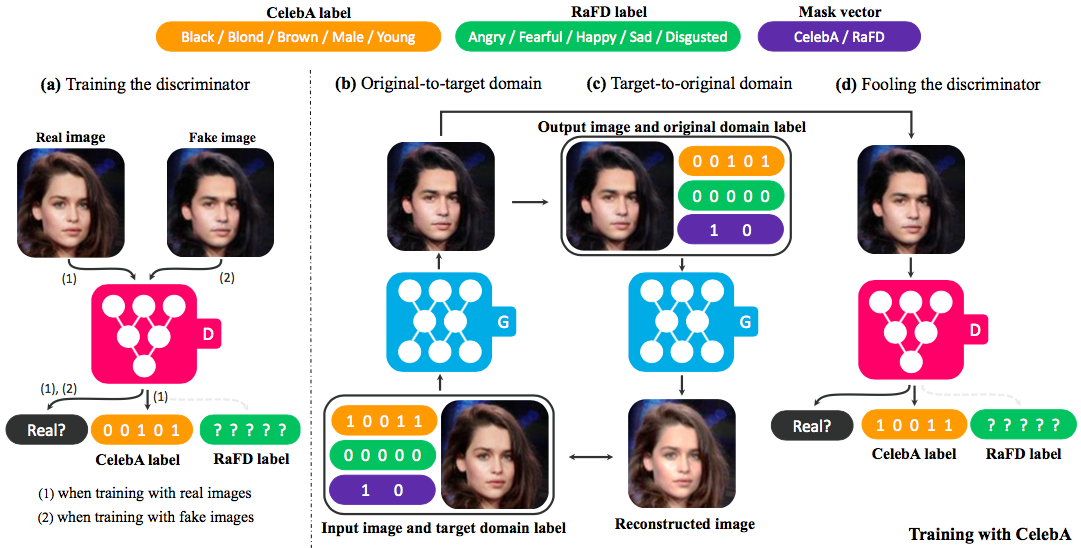 CelebA label
RaFD label
Mask vector
Black / Blond / Brown / Male / Young
Angry / Fearful / Happy / Sad / Disgusted
CelebA / RaFD
(a) Training the discriminator
(b) Original-to-target domain
(c) Target-to-original domain
(d) Fooling the discriminator
Real image
Fake image
Output image and original domain label
0 0 1 0 1
0 0 0 0 0
1 0
(1)
(2)
D
G
G
D
(1), (2)
(1)
Real?
0 0 1 0 1
? ? ? ? ?
CelebA label
RaFD label
1 0 0 1 1
0 0 0 0 0
1 0
Real?
1 0 0 1 1
? ? ? ? ?
CelebA label
RaFD label
(1) when training with real images
(2) when training with fake images
Input image and target domain label
Reconstructed image
Training with CelebA